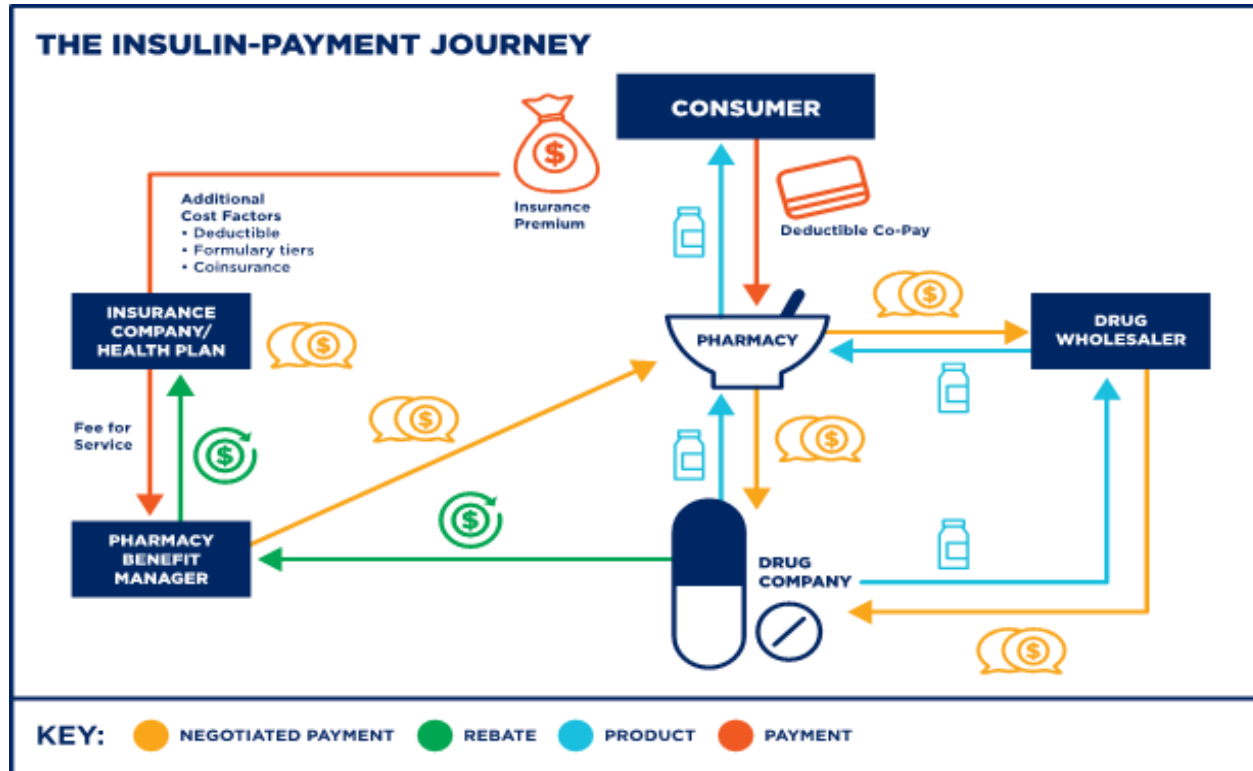 THE INSULIN-PAYMENT JOURNEY
CONSUMER
$
Insurance
Premium
Deductible Co-Pay
Additional
Cost Factors
• Deductible
• Formulary tiers
• Coinsurance
INSURANCE
COMPANY/
HEALTH PLAN
$
$
PHARMACY
$
DRUG
WHOLESALER
Fee for
Service
$
$
$
PHARMACY
BENEFIT
MANAGER
$
DRUG
COMPANY
$
KEY:
NEGOTIATED PAYMENT
REBATE
PRODUCT
PAYMENT